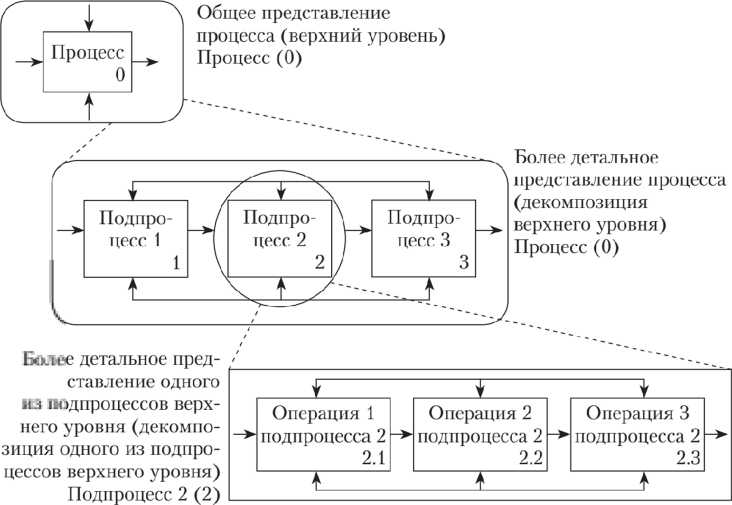 Общее представление
процесса (верхний уровень)
Процесс (0)
Процесс
0
Более детальное
представление процесса
(декомпозиция
верхнего уровня)
Процесс (0)
Подпро-
цесс 1
1
Подпро-
цесс 2
2
Подпро-
цесс 3
3
Более детальное пред-
ставление одного
из подпроцессов верх-
него уровня (декомпо-
зиция одного из подпро-
цессов верхнего уровня)
Подпроцесс 2 (2)
Операция 1
подпроцесса 2
2.1
Операция 2
подпроцесса 2
2.2
Операция 3
подпроцесса 2
2.3